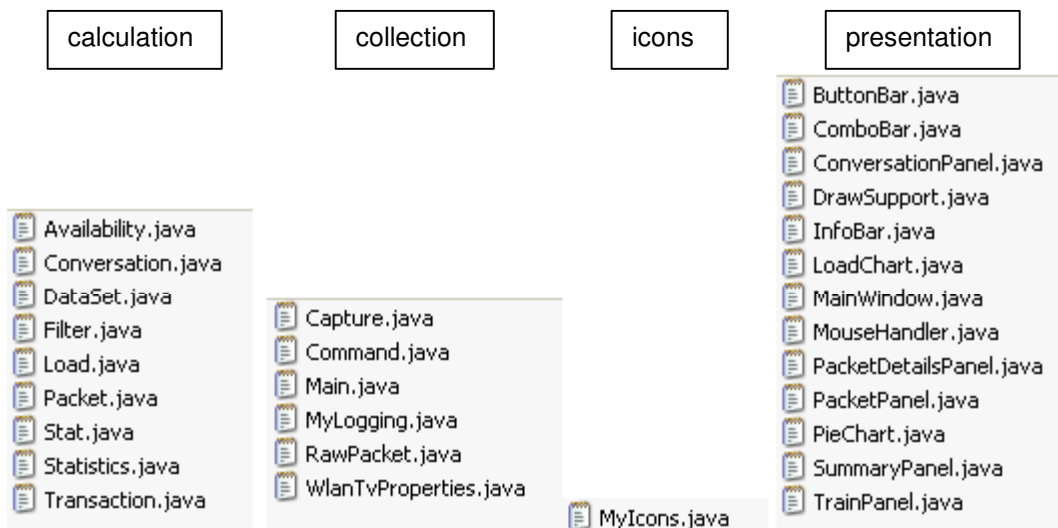 calculation
collection
icons
presentation
Availability.java
Conversation.java
DataSet.java
Filter.java
Load.java
Packet.java
Stat.java
Statistics.java
Transaction.java
Capture.java
Command.java
Main.java
MyLogging.java
RawPacket.java
WlanTvProperties.java
MyIcons.java
ButtonBar.java
ComboBar.java
ConversationPanel.java
DrawSupport.java
InfoBar.java
LoadChart.java
MainWindow.java
MouseHandler.java
PacketDetailsPanel.java
PacketPanel.java
PieChart.java
SummaryPanel.java
TrainPanel.java